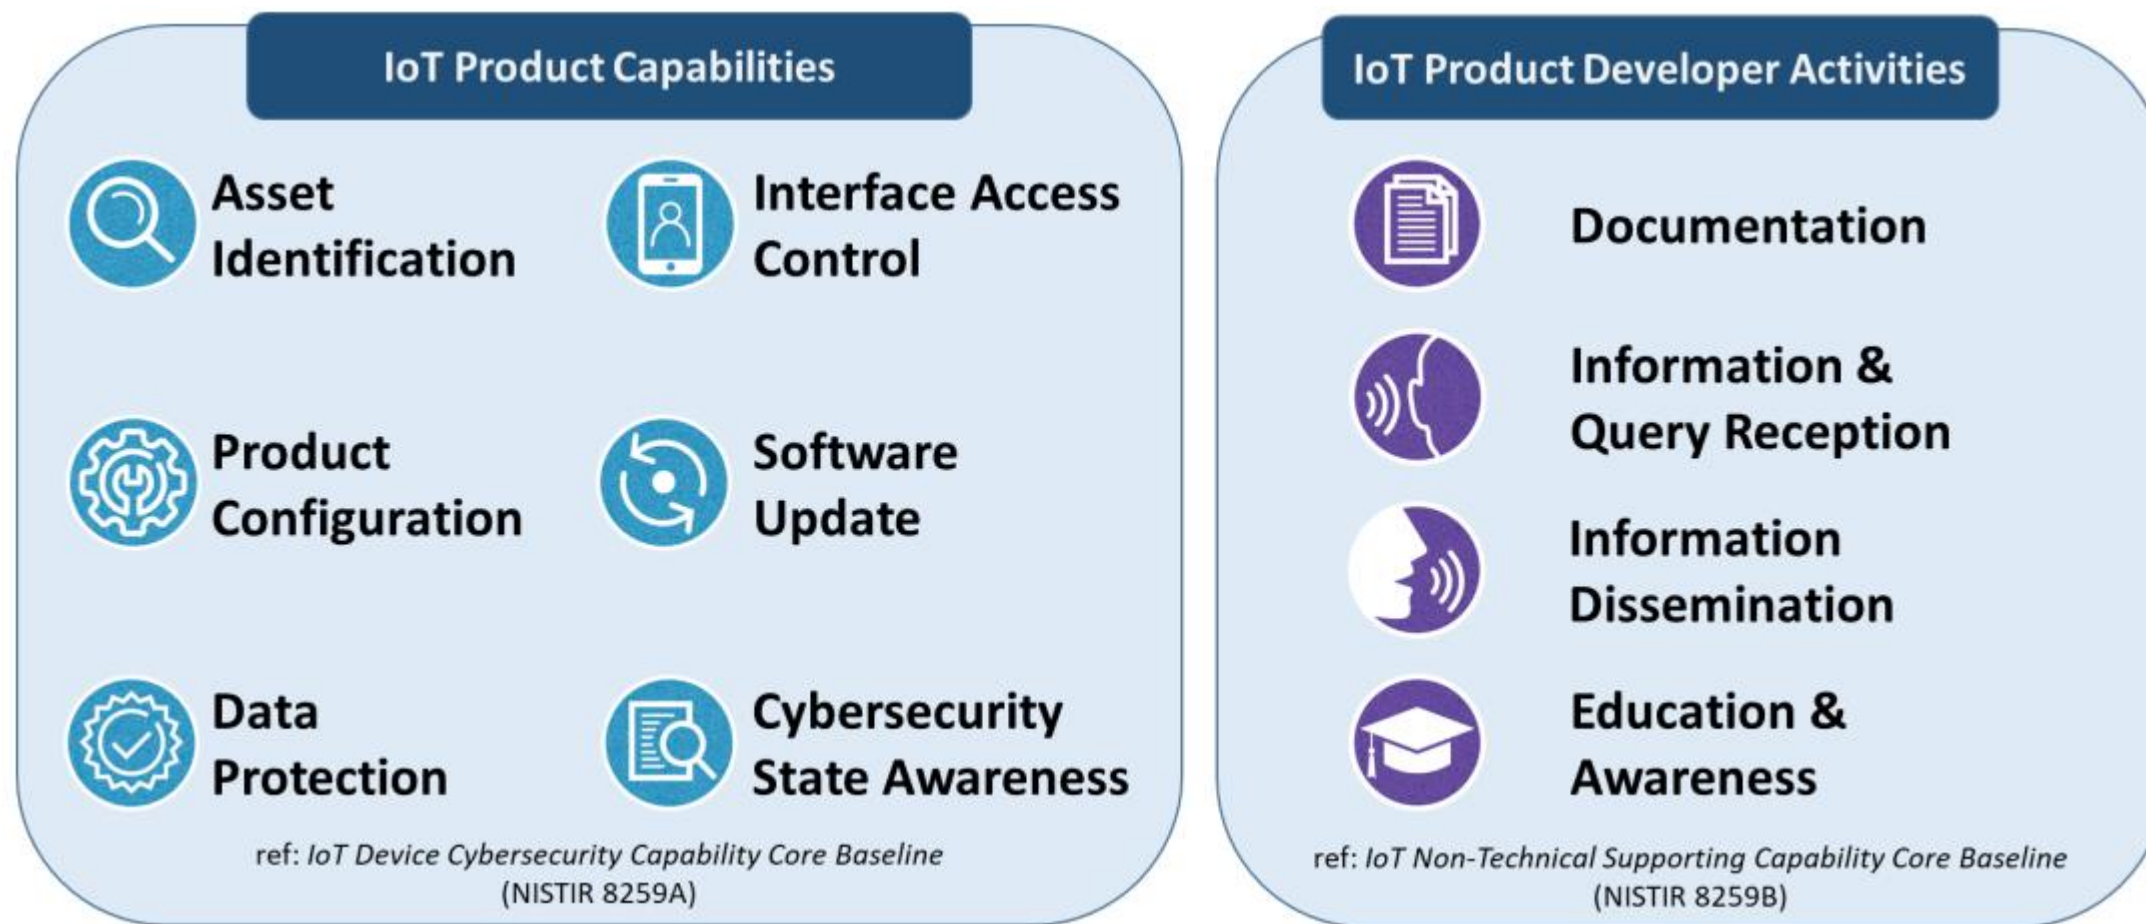 IoT Product Capabilities
Asset
Identification
Interface Access
Control
Product
Configuration
Software
Update
Data
Protection
Cybersecurity
State Awareness
ref: IoT Device Cybersecurity Capability Core Baseline
(NISTIR 8259A)
IoT Product Developer Activities
Documentation
Information &
Query Reception
Information
Dissemination
Education &
Awareness
ref: IoT Non-Technical Supporting Capability Core Baseline
(NISTIR 8259B)